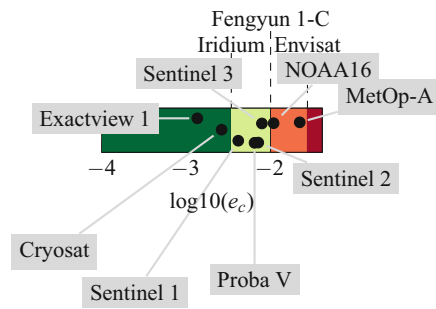 Fengyun 1-C
Iridium Envisat
Sentinel 3
NOAA16
MetOp-A
Exactview 1
−4 −3 −2
Sentinel 2
log10(e_c)
Cryosat
Proba V
Sentinel 1